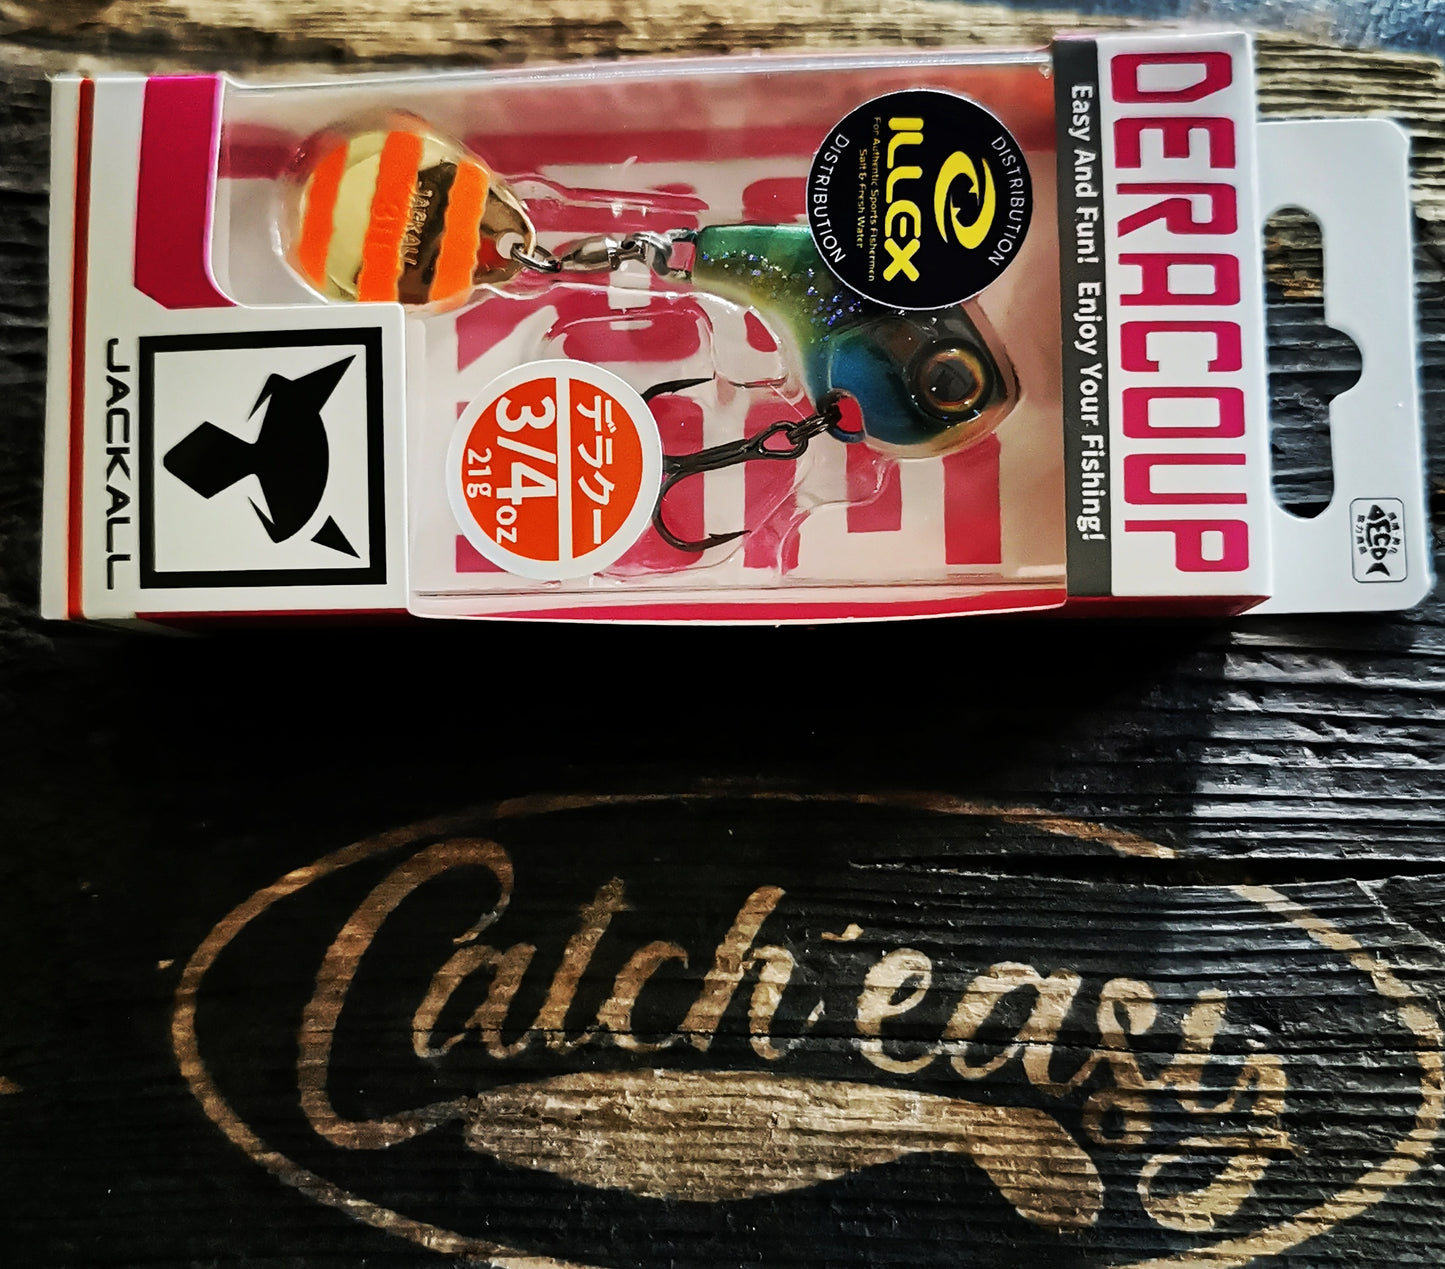 DERACOUP
Easy And Fun! Enjoy Your Fishing!
DISTRIBUTION
ILLEX
For Authentic Sports Fishermen
Salt & Fresh Water
DISTRIBUTION
JACKALL
デラクー
3/4oz
21g
JACKALL
ECD
Catch'easy